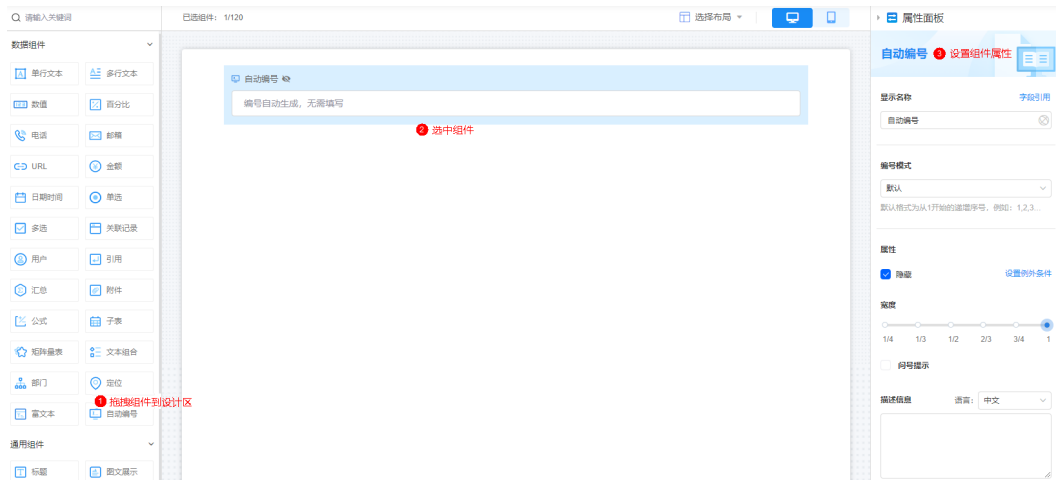 请输入关键词
已选组件：1/120
选择布局
属性面板
数据组件
单行文本
多行文本
数值
百分比
电话
邮箱
URL
金额
日期时间
单选
多选
关联记录
用户
引用
汇总
附件
公式
子表
矩阵量表
文本组合
部门
定位
1 拖拽组件到设计区
富文本
自动编号
通用组件
标题
图文展示
自动编号
编号自动生成，无需填写
2 选中组件
自动编号
3 设置组件属性
显示名称
字段引用
自动编号
编号模式
默认
默认格式为从1开始的递增序号，例如：1,2,3...
属性
隐藏
设置例外条件
宽度
1/4 1/3 1/2 2/3 3/4 1
问号提示
描述信息
语言：
中文